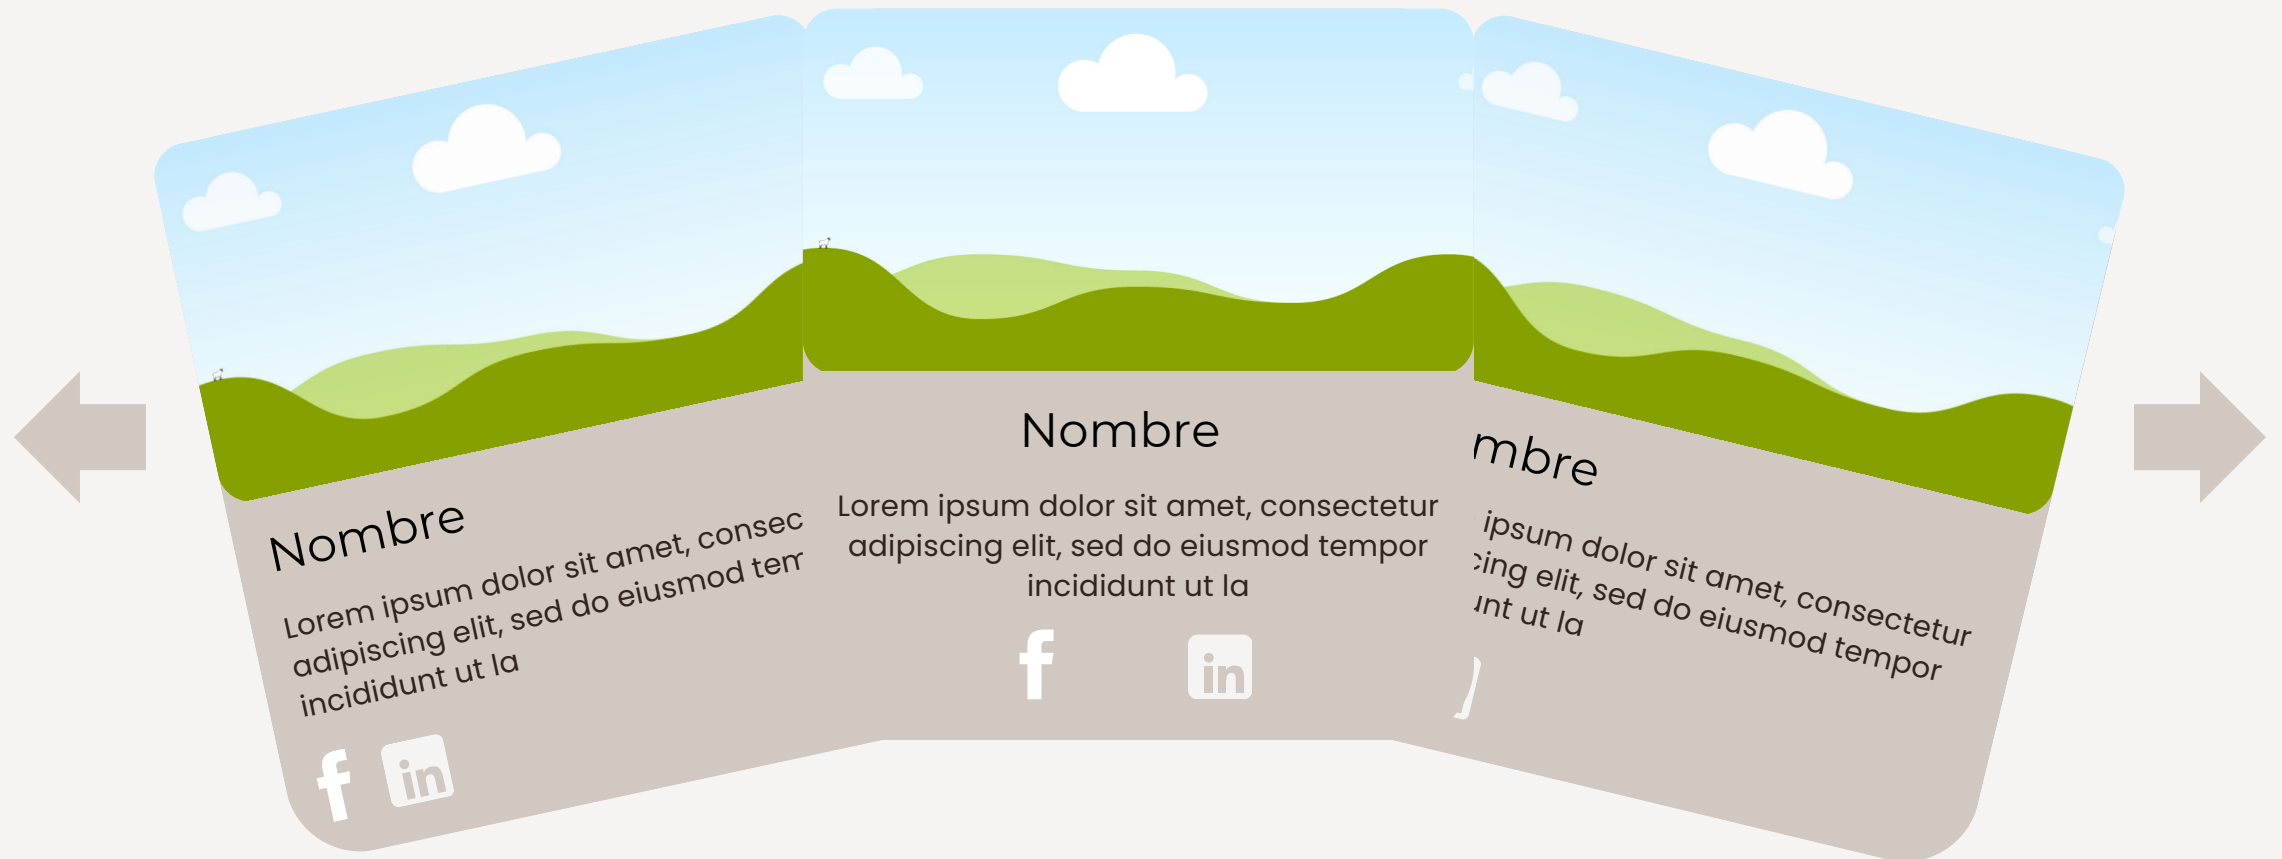 Nombre
Lorem ipsum dolor sit amet, consec
adipiscing elit, sed do eiusmod tem
incididunt ut la
f
in
Nombre
Lorem ipsum dolor sit amet, consectetur
adipiscing elit, sed do eiusmod tempor
incididunt ut la
f
in
mbre
ipsum dolor sit amet, consectetur
cing elit, sed do eiusmod tempor
unt ut la